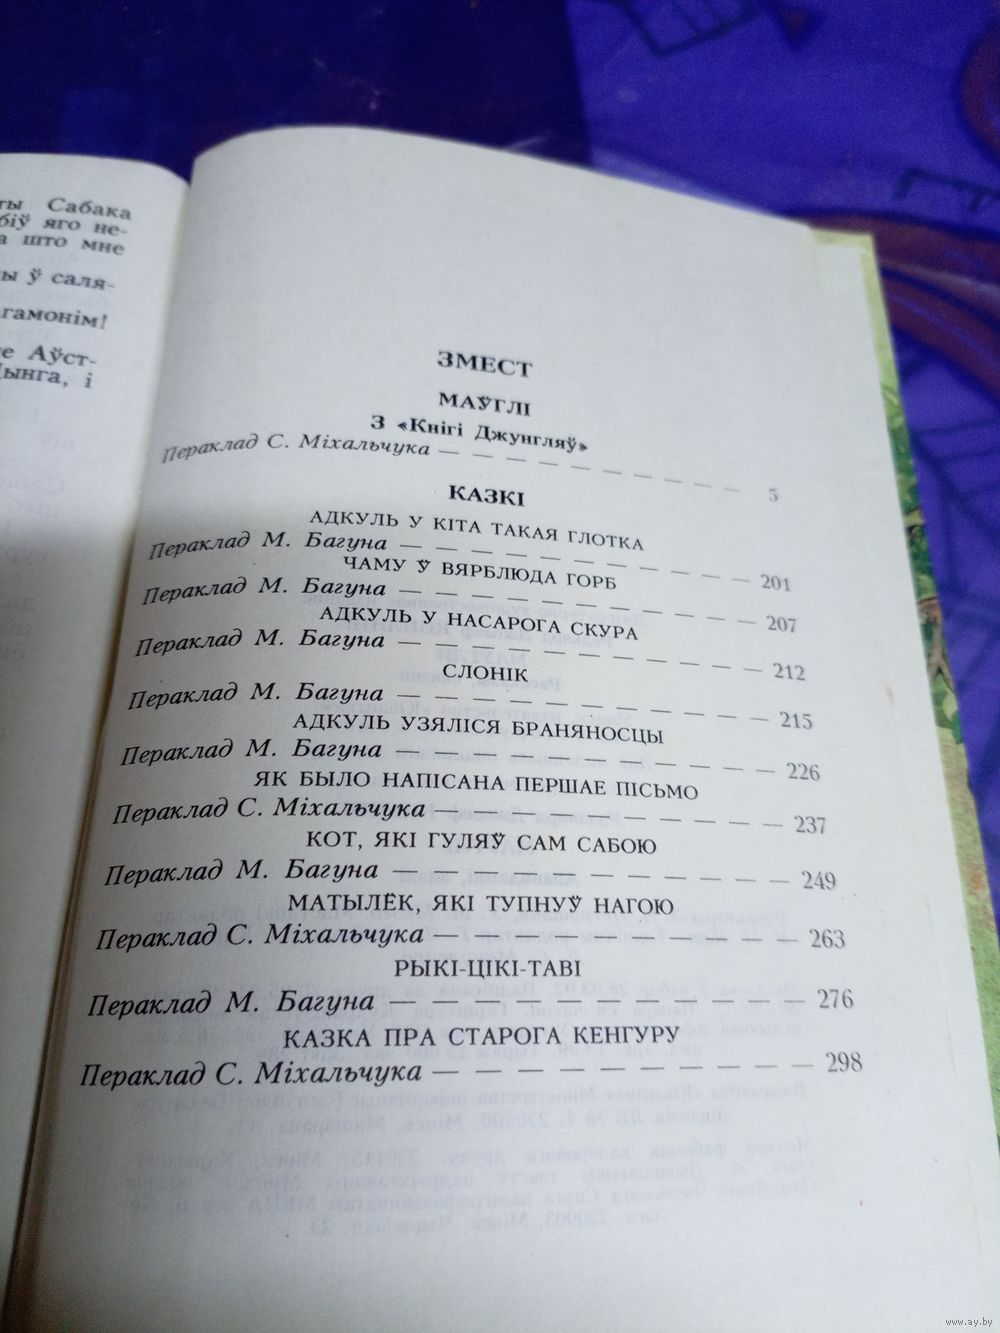 Сабака
яго не-
што мне
ў саля-
Аўст-
і
ЗМЕСТ
МАЎГЛІ
З «Кнігі Джунгляў»
Пераклад С. Міхальчука — — — — — — — — — 5
КАЗКІ
АДКУЛЬ У КІТА ТАКАЯ ГЛОТКА
Пераклад М. Багуна — — — — — — — — — — 201
ЧАМУ Ў ВЯРБЛЮДА ГОРБ
Пераклад М. Багуна — — — — — — — — — — 207
АДКУЛЬ У НАСАРОГА СКУРА
Пераклад М. Багуна — — — — — — — — — — 212
СЛОНІК
Пераклад М. Багуна — — — — — — — — — — 215
АДКУЛЬ УЗЯЛІСЯ БРАНЯНОСЦЫ
Пераклад М. Багуна — — — — — — — — — — 226
ЯК БЫЛО НАПІСАНА ПЕРШАЕ ПІСЬМО
Пераклад С. Міхальчука — — — — — — — — — 237
КОТ, ЯКІ ГУЛЯЎ САМ САБОЮ
Пераклад М. Багуна — — — — — — — — — — 249
МАТЫЛЁК, ЯКІ ТУПНУЎ НАГОЮ
Пераклад С. Міхальчука — — — — — — — — — 263
РЫКІ-ЦІКІ-ТАВІ
Пераклад М. Багуна — — — — — — — — — — 276
КАЗКА ПРА СТАРОГА КЕНГУРУ
Пераклад С. Міхальчука — — — — — — — — — 298
www.ay.by